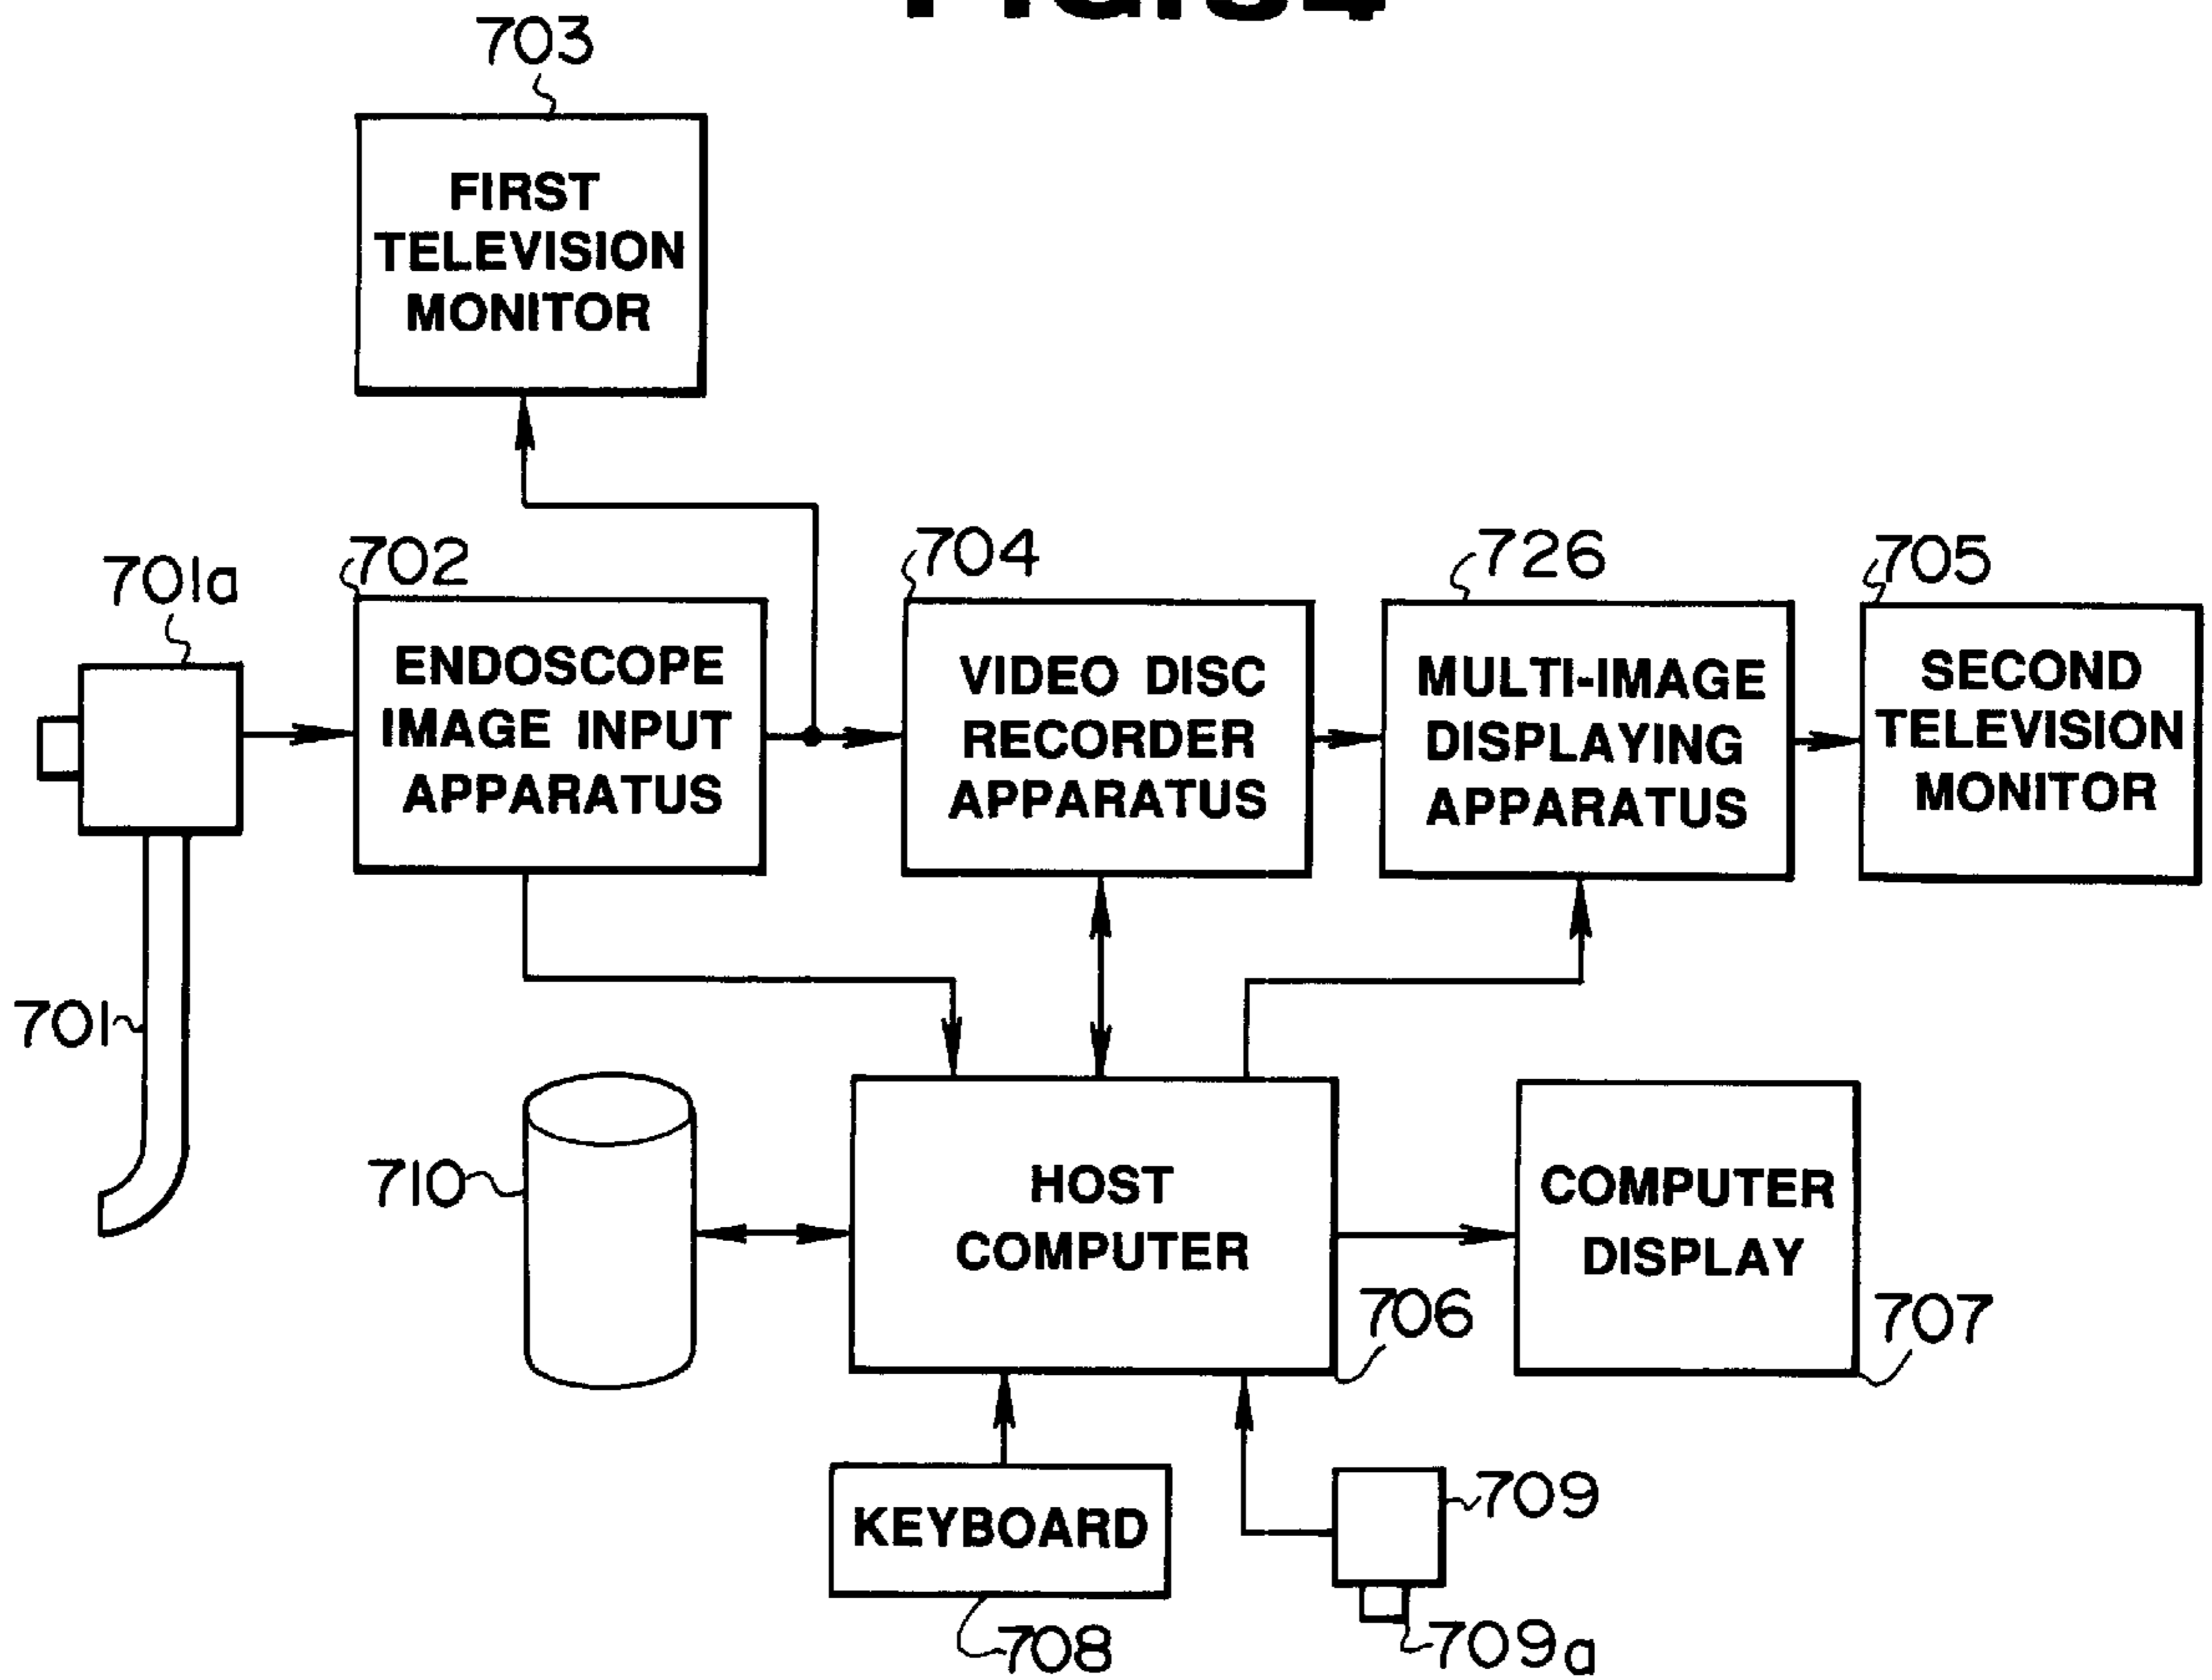 703
FIRST
TELEVISION
MONITOR
701a
702
704
726
705
ENDOSCOPE
IMAGE INPUT
APPARATUS
VIDEO DISC
RECORDER
APPARATUS
MULTI-IMAGE
DISPLAYING
APPARATUS
SECOND
TELEVISION
MONITOR
701
710
HOST
COMPUTER
706
COMPUTER
DISPLAY
707
KEYBOARD
708
709
709a